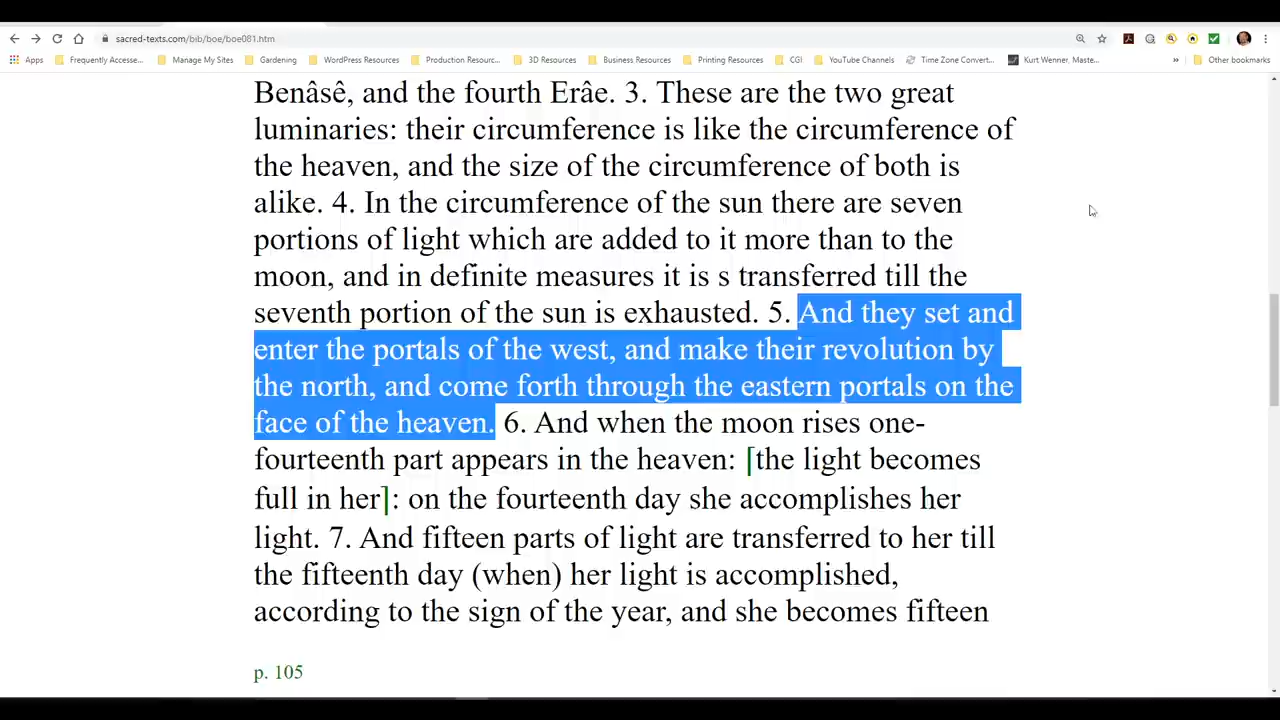 sacred-texts.com/bib/boe/boe081.htm
Apps Frequently Accesse... Manage My Sites Gardening WordPress Resources Production Resourc... 3D Resources Business Resources Printing Resources CGI YouTube Channels Time Zone Convert... Kurt Wenner, Maste... » Other bookmarks
Benâsê, and the fourth Erâe. 3. These are the two great
luminaries: their circumference is like the circumference of
the heaven, and the size of the circumference of both is
alike. 4. In the circumference of the sun there are seven
portions of light which are added to it more than to the
moon, and in definite measures it is s transferred till the
seventh portion of the sun is exhausted. 5. And they set and
enter the portals of the west, and make their revolution by
the north, and come forth through the eastern portals on the
face of the heaven. 6. And when the moon rises one-
fourteenth part appears in the heaven: ⌈the light becomes
full in her⌋: on the fourteenth day she accomplishes her
light. 7. And fifteen parts of light are transferred to her till
the fifteenth day (when) her light is accomplished,
according to the sign of the year, and she becomes fifteen
p. 105